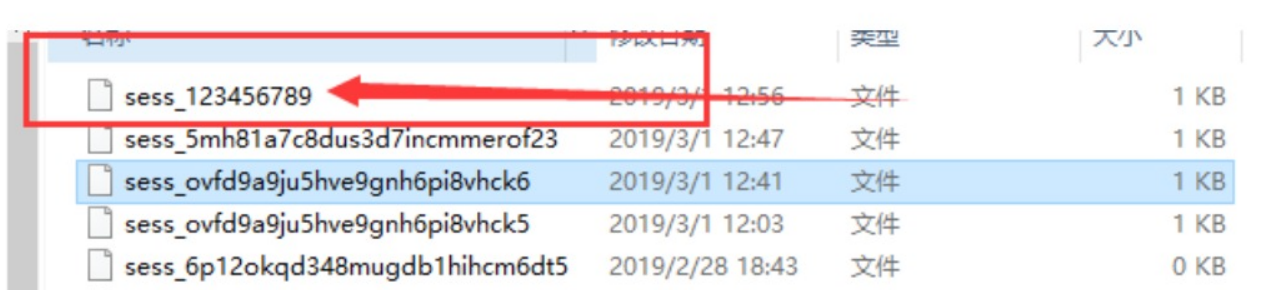 名称 修改日期 类型 大小
sess_123456789 2019/3/1 12:56 文件 1 KB
sess_5mh81a7c8dus3d7incmmerof23 2019/3/1 12:47 文件 1 KB
sess_ovfd9a9ju5hve9gnh6pi8vhck6 2019/3/1 12:41 文件 1 KB
sess_ovfd9a9ju5hve9gnh6pi8vhck5 2019/3/1 12:03 文件 1 KB
sess_6p12okqd348mugdb1hihcm6dt5 2019/2/28 18:43 文件 0 KB